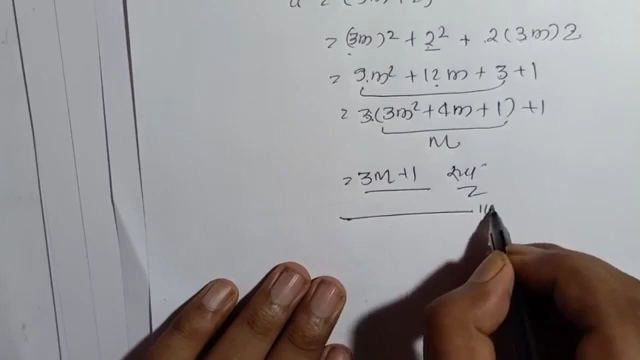 = (3m)² + 2² + 2(3m)2
= 9m² + 12m + 3 + 1
= 3(3m² + 4m + 1) + 1
m
= 3m + 1